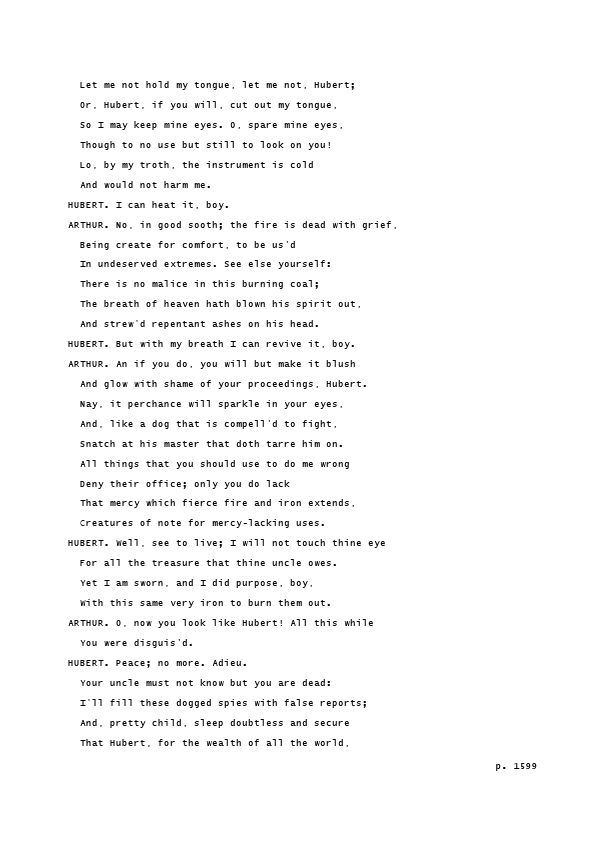 Let me not hold my tongue, let me not, Hubert;
Or, Hubert, if you will, cut out my tongue,
So I may keep mine eyes. O, spare mine eyes,
Though to no use but still to look on you!
Lo, by my troth, the instrument is cold
And would not harm me.
HUBERT. I can heat it, boy.
ARTHUR. No, in good sooth; the fire is dead with grief,
Being create for comfort, to be us'd
In undeserved extremes. See else yourself:
There is no malice in this burning coal;
The breath of heaven hath blown his spirit out,
And strew'd repentant ashes on his head.
HUBERT. But with my breath I can revive it, boy.
ARTHUR. An if you do, you will but make it blush
And glow with shame of your proceedings, Hubert.
Nay, it perchance will sparkle in your eyes,
And, like a dog that is compell'd to fight,
Snatch at his master that doth tarre him on.
All things that you should use to do me wrong
Deny their office; only you do lack
That mercy which fierce fire and iron extends,
Creatures of note for mercy-lacking uses.
HUBERT. Well, see to live; I will not touch thine eye
For all the treasure that thine uncle owes.
Yet I am sworn, and I did purpose, boy,
With this same very iron to burn them out.
ARTHUR. O, now you look like Hubert! All this while
You were disguis'd.
HUBERT. Peace; no more. Adieu.
Your uncle must not know but you are dead:
I'll fill these dogged spies with false reports;
And, pretty child, sleep doubtless and secure
That Hubert, for the wealth of all the world,
p. 1599